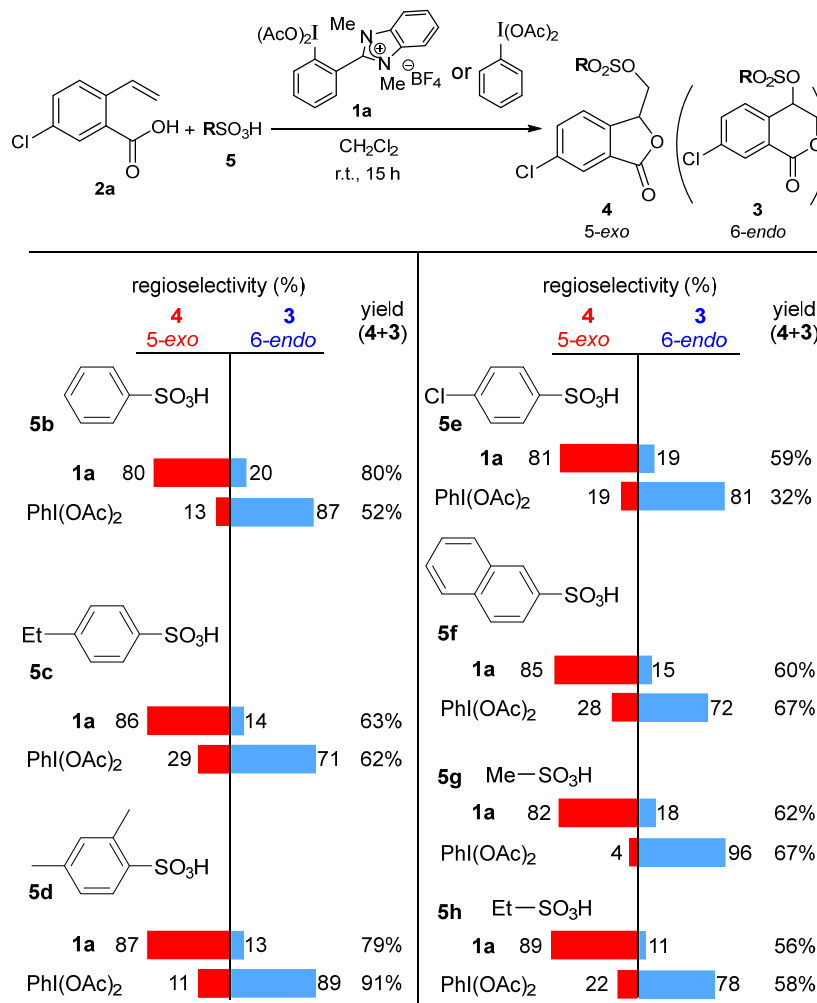 (AcO)₂I
Me
N
N
⊕
Me
⊖
BF₄
1a
or
I(OAc)₂
Cl
OH
O
2a
+
RSO₃H
5
CH₂Cl₂
r.t., 15 h
RO₂SO
Cl
O
O
4
5-exo
RO₂SO
Cl
O
O
3
6-endo
regioselectivity (%)
4 3
5-exo 6-endo
yield
(4+3)
SO₃H
5b
1a 80 20 80%
PhI(OAc)₂ 13 87 52%
Et
SO₃H
5c
1a 86 14 63%
PhI(OAc)₂ 29 71 62%
SO₃H
5d
1a 87 13 79%
PhI(OAc)₂ 11 89 91%
regioselectivity (%)
4 3
5-exo 6-endo
yield
(4+3)
Cl
SO₃H
5e
1a 81 19 59%
PhI(OAc)₂ 19 81 32%
SO₃H
5f
1a 85 15 60%
PhI(OAc)₂ 28 72 67%
5g Me–SO₃H
1a 82 18 62%
PhI(OAc)₂ 4 96 67%
5h Et–SO₃H
1a 89 11 56%
PhI(OAc)₂ 22 78 58%